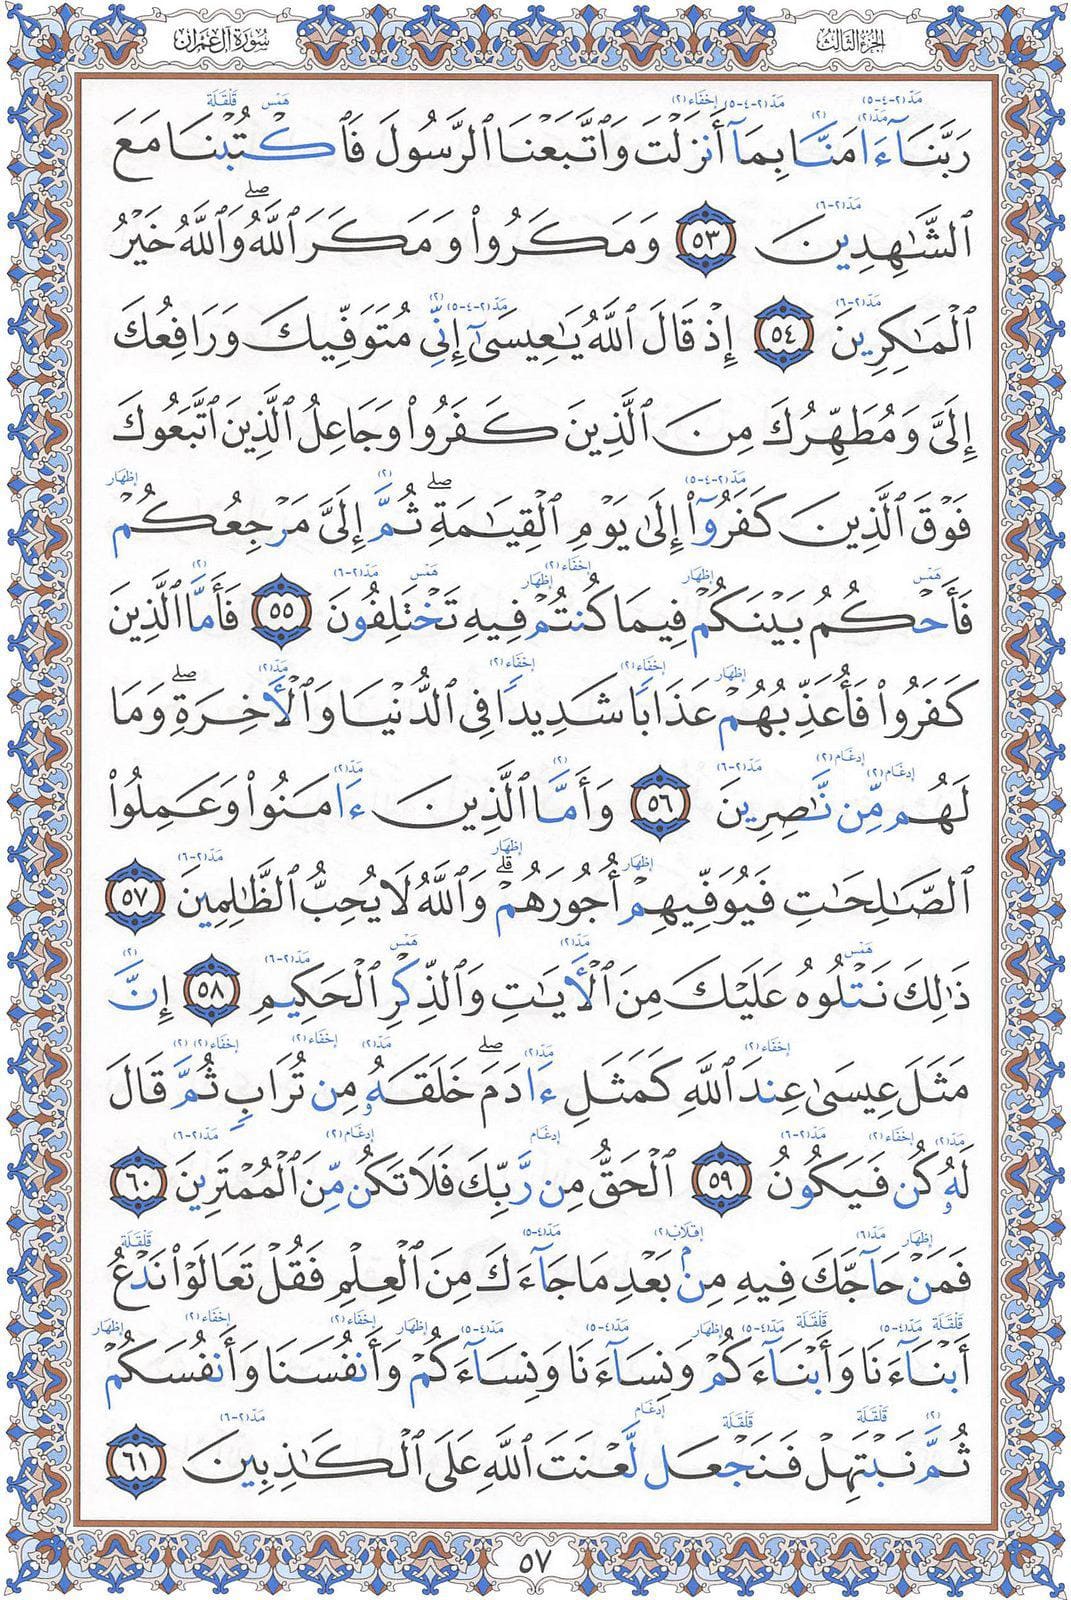 سورة آل عمران
الجزء الثالث
رَبَّنَآ ءَامَنَّا بِمَآ أَنزَلْتَ وَٱتَّبَعْنَا ٱلرَّسُولَ فَٱكْتُبْنَا مَعَ
ٱلشَّٰهِدِينَ ٥٣ وَمَكَرُوا۟ وَمَكَرَ ٱللَّهُ ۖ وَٱللَّهُ خَيْرُ
ٱلْمَٰكِرِينَ ٥٤ إِذْ قَالَ ٱللَّهُ يَٰعِيسَىٰٓ إِنِّى مُتَوَفِّيكَ وَرَافِعُكَ
إِلَىَّ وَمُطَهِّرُكَ مِنَ ٱلَّذِينَ كَفَرُوا۟ وَجَاعِلُ ٱلَّذِينَ ٱتَّبَعُوكَ
فَوْقَ ٱلَّذِينَ كَفَرُوٓا۟ إِلَىٰ يَوْمِ ٱلْقِيَٰمَةِ ۖ ثُمَّ إِلَىَّ مَرْجِعُكُمْ
فَأَحْكُمُ بَيْنَكُمْ فِيمَا كُنتُمْ فِيهِ تَخْتَلِفُونَ ٥٥ فَأَمَّا ٱلَّذِينَ
كَفَرُوا۟ فَأُعَذِّبُهُمْ عَذَابًا شَدِيدًا فِى ٱلدُّنْيَا وَٱلْءَاخِرَةِ ۖ وَمَا
لَهُم مِّن نَّٰصِرِينَ ٥٦ وَأَمَّا ٱلَّذِينَ ءَامَنُوا۟ وَعَمِلُوا۟
ٱلصَّٰلِحَٰتِ فَيُوَفِّيهِمْ أُجُورَهُمْ ۗ وَٱللَّهُ لَا يُحِبُّ ٱلظَّٰلِمِينَ ٥٧
ذَٰلِكَ نَتْلُوهُ عَلَيْكَ مِنَ ٱلْءَايَٰتِ وَٱلذِّكْرِ ٱلْحَكِيمِ ٥٨ إِنَّ
مَثَلَ عِيسَىٰ عِندَ ٱللَّهِ كَمَثَلِ ءَادَمَ ۖ خَلَقَهُۥ مِن تُرَابٍ ثُمَّ قَالَ
لَهُۥ كُن فَيَكُونُ ٥٩ ٱلْحَقُّ مِن رَّبِّكَ فَلَا تَكُن مِّنَ ٱلْمُمْتَرِينَ ٦٠
فَمَنْ حَآجَّكَ فِيهِ مِنۢ بَعْدِ مَا جَآءَكَ مِنَ ٱلْعِلْمِ فَقُلْ تَعَالَوْا۟ نَدْعُ
أَبْنَآءَنَا وَأَبْنَآءَكُمْ وَنِسَآءَنَا وَنِسَآءَكُمْ وَأَنفُسَنَا وَأَنفُسَكُمْ
ثُمَّ نَبْتَهِلْ فَنَجْعَل لَّعْنَتَ ٱللَّهِ عَلَى ٱلْكَٰذِبِينَ ٦١
٥٧